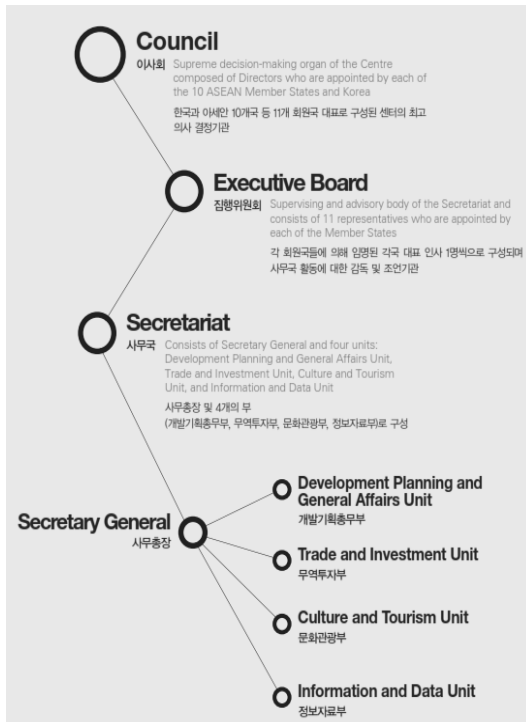 Council
이사회 Supreme decision-making organ of the Centre
composed of Directors who are appointed by each of
the 10 ASEAN Member States and Korea
한국과 아세안 10개국 등 11개 회원국 대표로 구성된 센터의 최고
의사 결정기관
Executive Board
집행위원회 Supervising and advisory body of the Secretariat and
consists of 11 representatives who are appointed by
each of the Member States
각 회원국들에 의해 임명된 각국 대표 인사 1명씩으로 구성되며
사무국 활동에 대한 감독 및 조언기관
Secretariat
사무국 Consists of Secretary General and four units:
Development Planning and General Affairs Unit,
Trade and Investment Unit, Culture and Tourism
Unit, and Information and Data Unit
사무총장 및 4개의 부
(개발기획총무부, 무역투자부, 문화관광부, 정보자료부)로 구성
Secretary General
사무총장
Development Planning and
General Affairs Unit
개발기획총무부
Trade and Investment Unit
무역투자부
Culture and Tourism Unit
문화관광부
Information and Data Unit
정보자료부